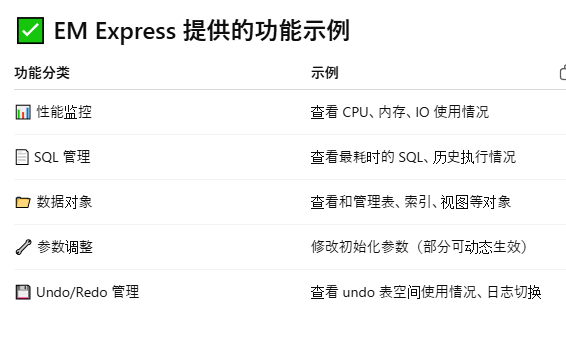 ✅ EM Express 提供的功能示例
功能分类 示例
📊 性能监控 查看 CPU、内存、IO 使用情况
📄 SQL 管理 查看最耗时的 SQL、历史执行情况
📂 数据对象 查看和管理表、索引、视图等对象
🔧 参数调整 修改初始化参数（部分可动态生效）
💾 Undo/Redo 管理 查看 undo 表空间使用情况、日志切换